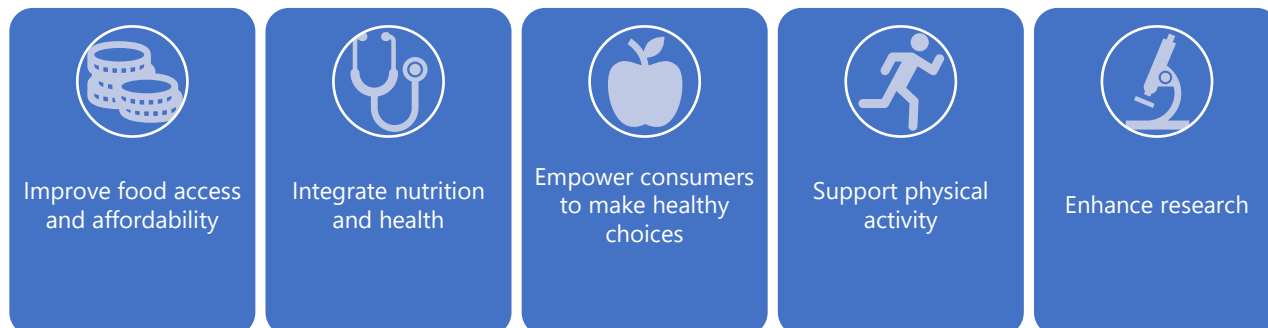 Improve food access
and affordability
Integrate nutrition
and health
Empower consumers
to make healthy
choices
Support physical
activity
Enhance research